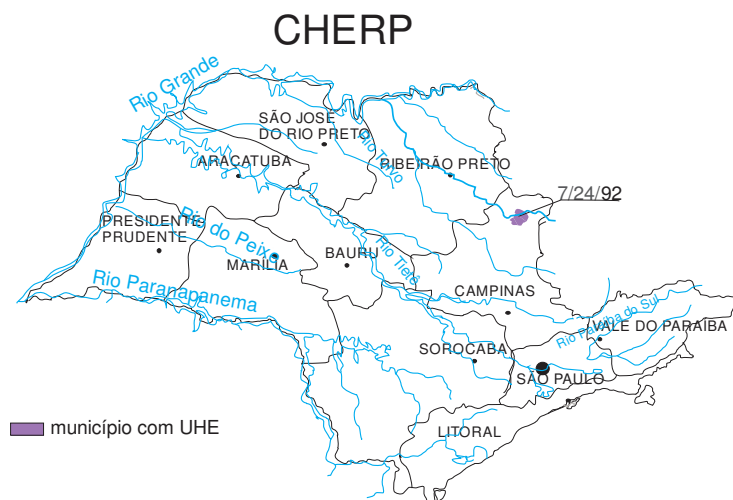 CHERP
Rio Grande
SÃO JOSÉ
DO RIO PRETO
Rio Turvo
ARAÇATUBA
RIBEIRÃO PRETO
7/24/92
PRESIDENTE
PRUDENTE
Rio do Peixe
MARÍLIA
BAURU
Rio Tietê
Rio Paranapanema
CAMPINAS
Rio Paraíba do Sul
VALE DO PARAÍBA
SOROCABA
SÃO PAULO
município com UHE
LITORAL